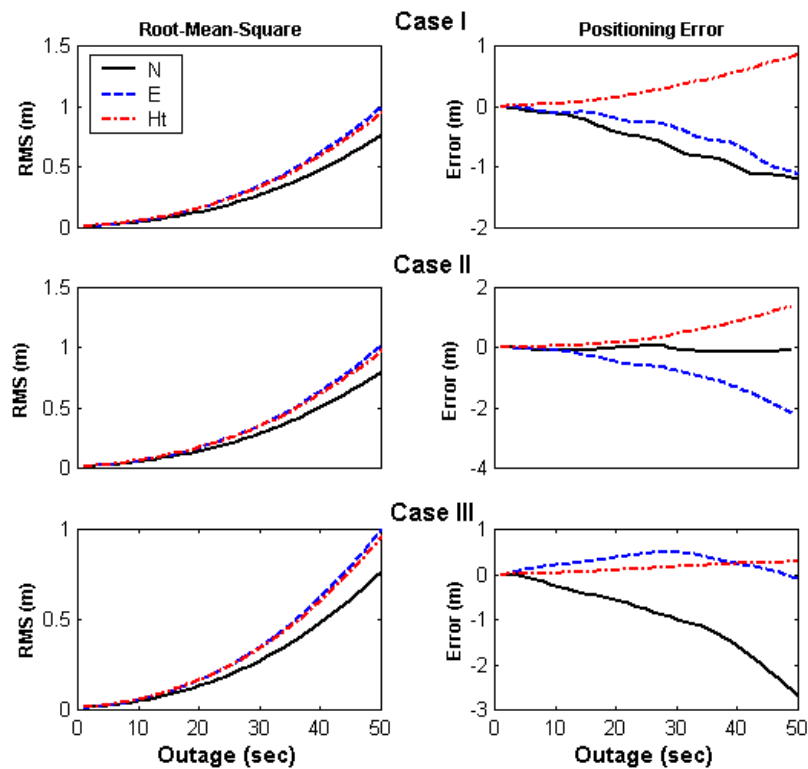 Case I
Root-Mean-Square
Positioning Error
N
E
Ht
RMS (m)
1.5
1
0.5
0
Error (m)
1
0
-1
-2
Case II
RMS (m)
1.5
1
0.5
0
Error (m)
2
0
-2
-4
Case III
RMS (m)
1
0.5
0
0 10 20 30 40 50
Outage (sec)
Error (m)
1
0
-1
-2
-3
0 10 20 30 40 50
Outage (sec)